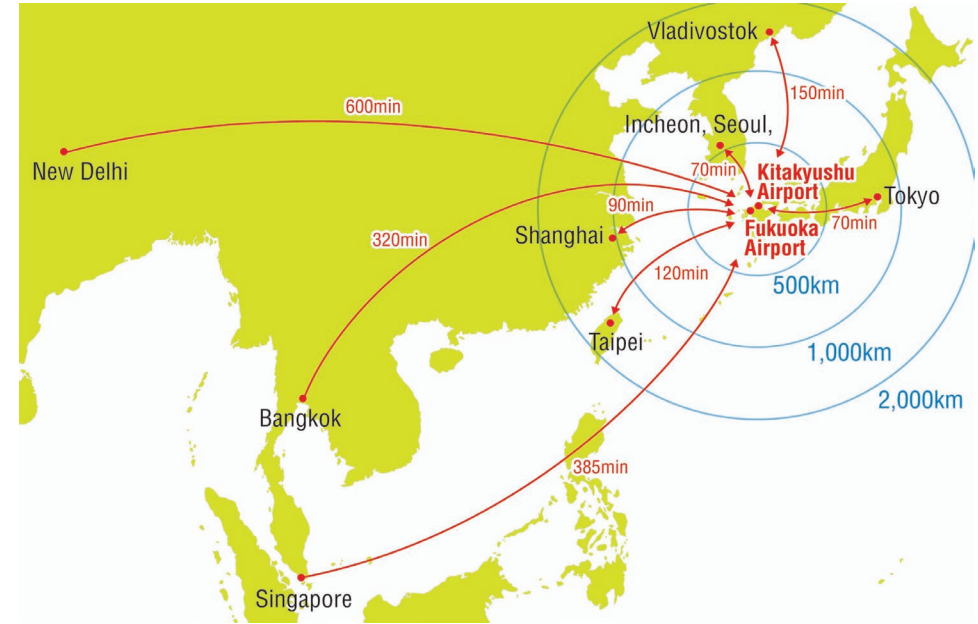 Vladivostok
600min
150min
Incheon, Seoul,
New Delhi
70min
Kitakyushu
Airport
Tokyo
90min
70min
Shanghai
Fukuoka
Airport
320min
120min
500km
Taipei
1,000km
2,000km
Bangkok
385min
Singapore